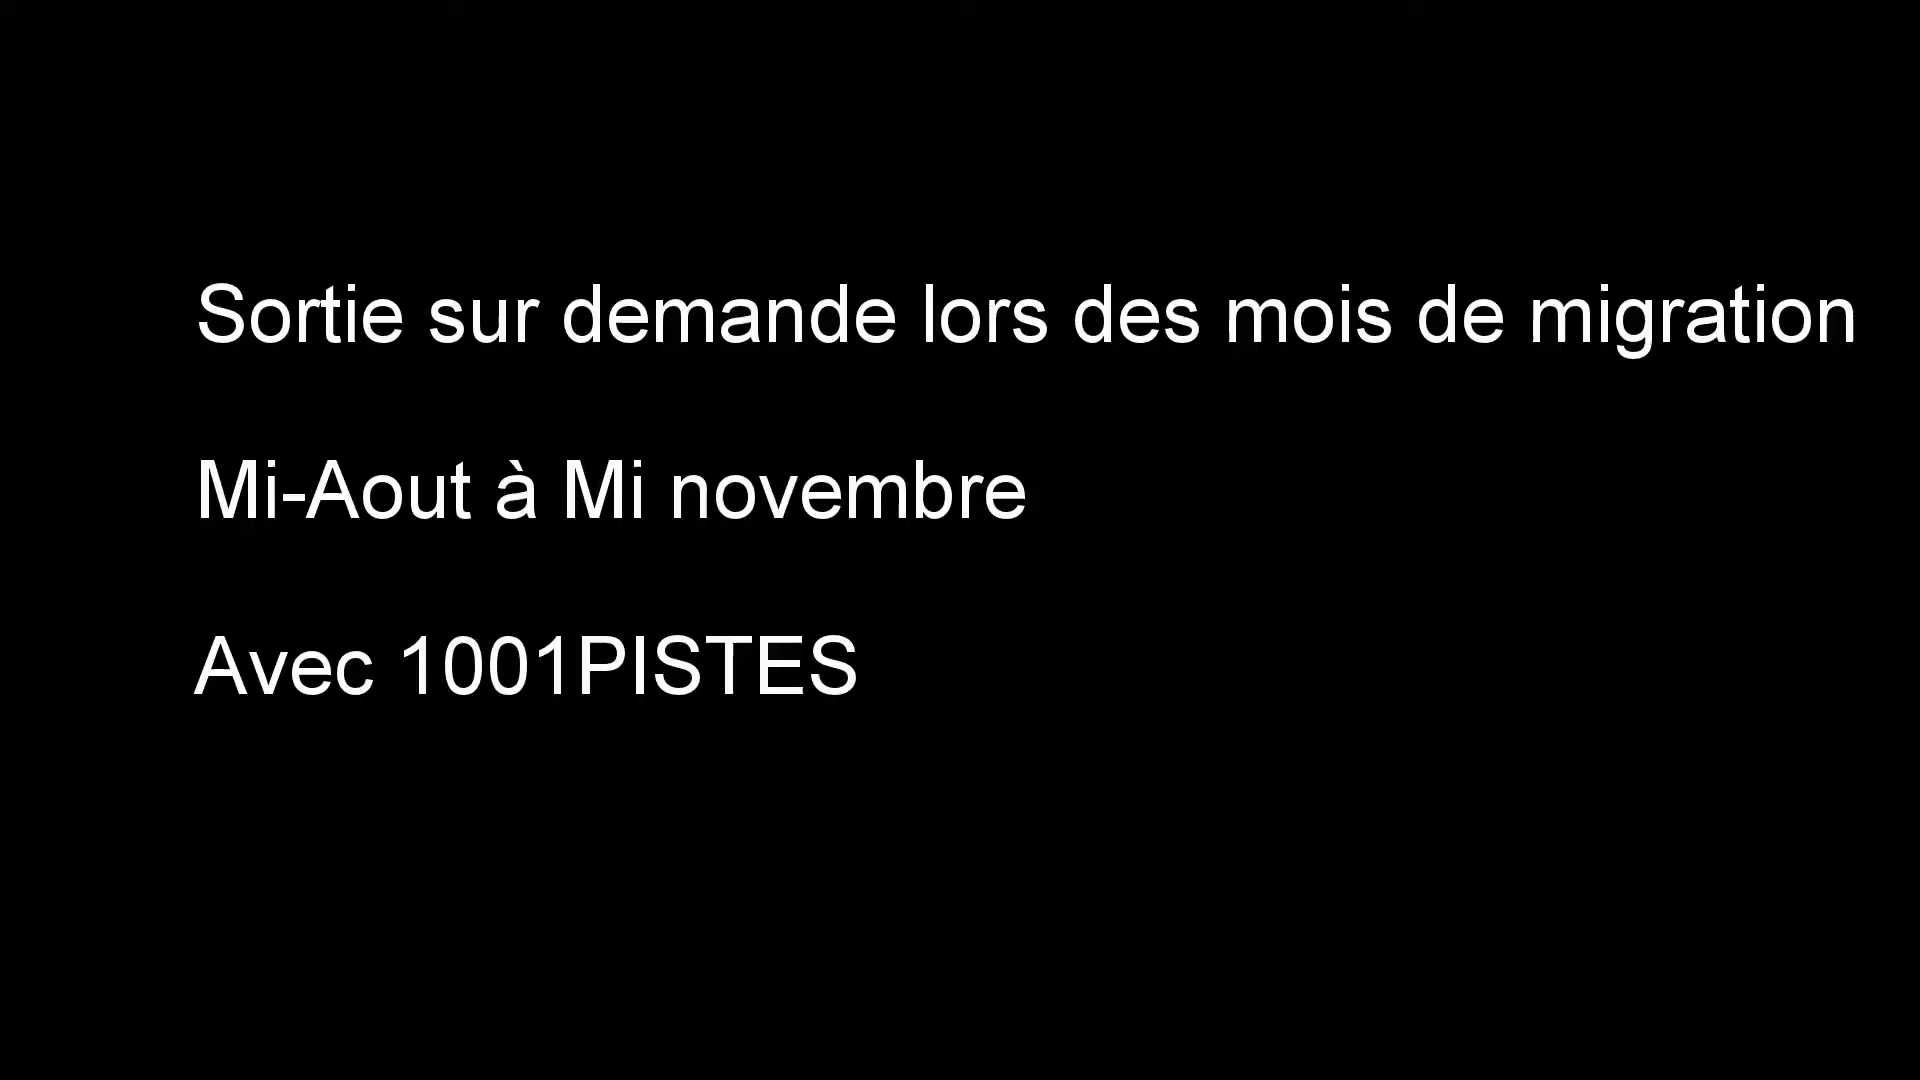 Sortie sur demande lors des mois de migration
Mi-Aout à Mi novembre
Avec 1001PISTES